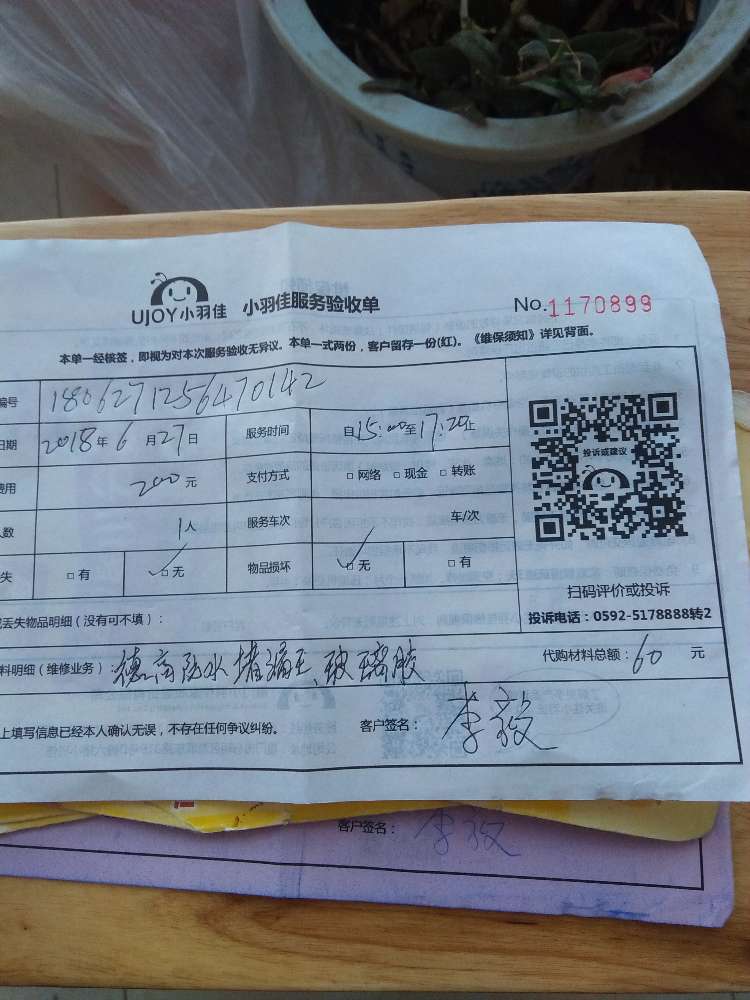 UJOY小羽佳 小羽佳服务验收单 No.1170899
本单一经核签，即视为对本次服务验收无异议。本单一式两份，客户留存一份(红)。《维保须知》详见背面。
编号 1806271256470142
日期 2018年6月27日 服务时间 自15:00至17:20止
费用 200元 支付方式 □网络 □现金 □转账
人数 1人 服务车次 车/次
投诉或建议
失 □有 □无 物品损坏 □无 □有
扫码评价或投诉
投诉电话：0592-5178888转2
丢失物品明细（没有可不填）：
料明细（维修业务） 德高防水堵漏王、玻璃胶 代购材料总额：60 元
上填写信息已经本人确认无误，不存在任何争议纠纷。 客户签名： 李毅
客户签名： 李毅